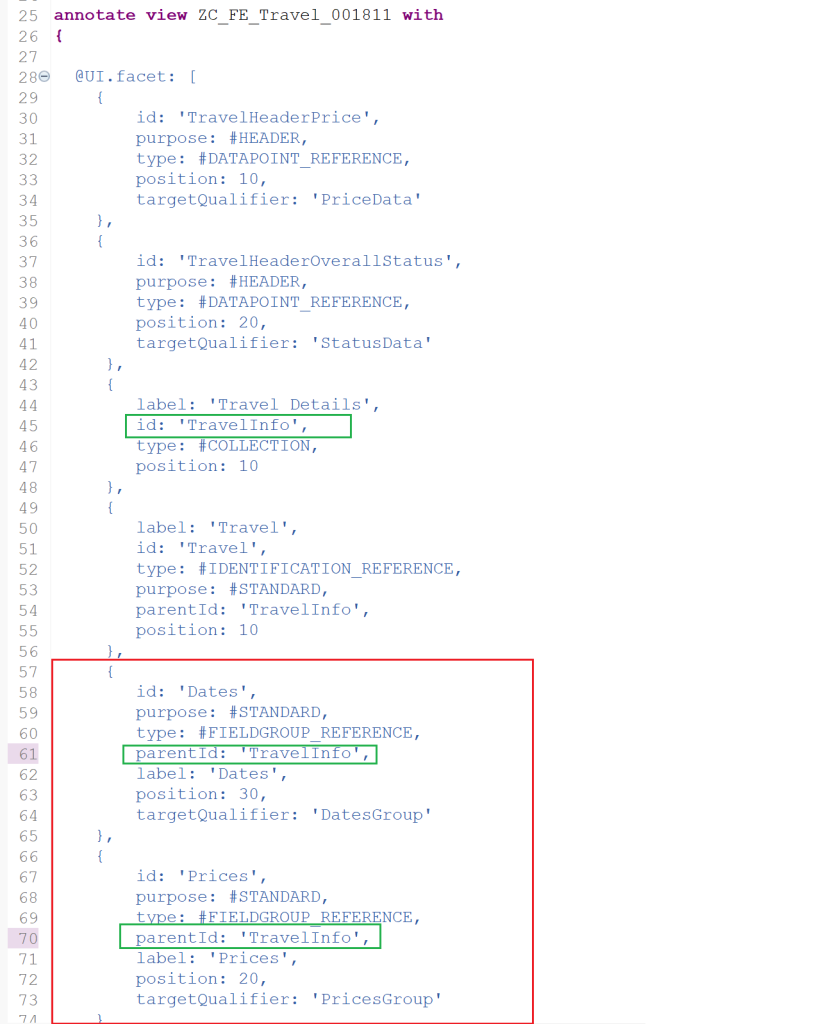 25 annotate view ZC_FE_Travel_001811 with
26 {
27
28 @UI.facet: [
29 {
30 id: 'TravelHeaderPrice',
31 purpose: #HEADER,
32 type: #DATAPOINT_REFERENCE,
33 position: 10,
34 targetQualifier: 'PriceData'
35 },
36 {
37 id: 'TravelHeaderOverallStatus',
38 purpose: #HEADER,
39 type: #DATAPOINT_REFERENCE,
40 position: 20,
41 targetQualifier: 'StatusData'
42 },
43 {
44 label: 'Travel Details',
45 id: 'TravelInfo',
46 type: #COLLECTION,
47 position: 10
48 },
49 {
50 label: 'Travel',
51 id: 'Travel',
52 type: #IDENTIFICATION_REFERENCE,
53 purpose: #STANDARD,
54 parentId: 'TravelInfo',
55 position: 10
56 },
57 {
58 id: 'Dates',
59 purpose: #STANDARD,
60 type: #FIELDGROUP_REFERENCE,
61 parentId: 'TravelInfo',
62 label: 'Dates',
63 position: 30,
64 targetQualifier: 'DatesGroup'
65 },
66 {
67 id: 'Prices',
68 purpose: #STANDARD,
69 type: #FIELDGROUP_REFERENCE,
70 parentId: 'TravelInfo',
71 label: 'Prices',
72 position: 20,
73 targetQualifier: 'PricesGroup'
74 }